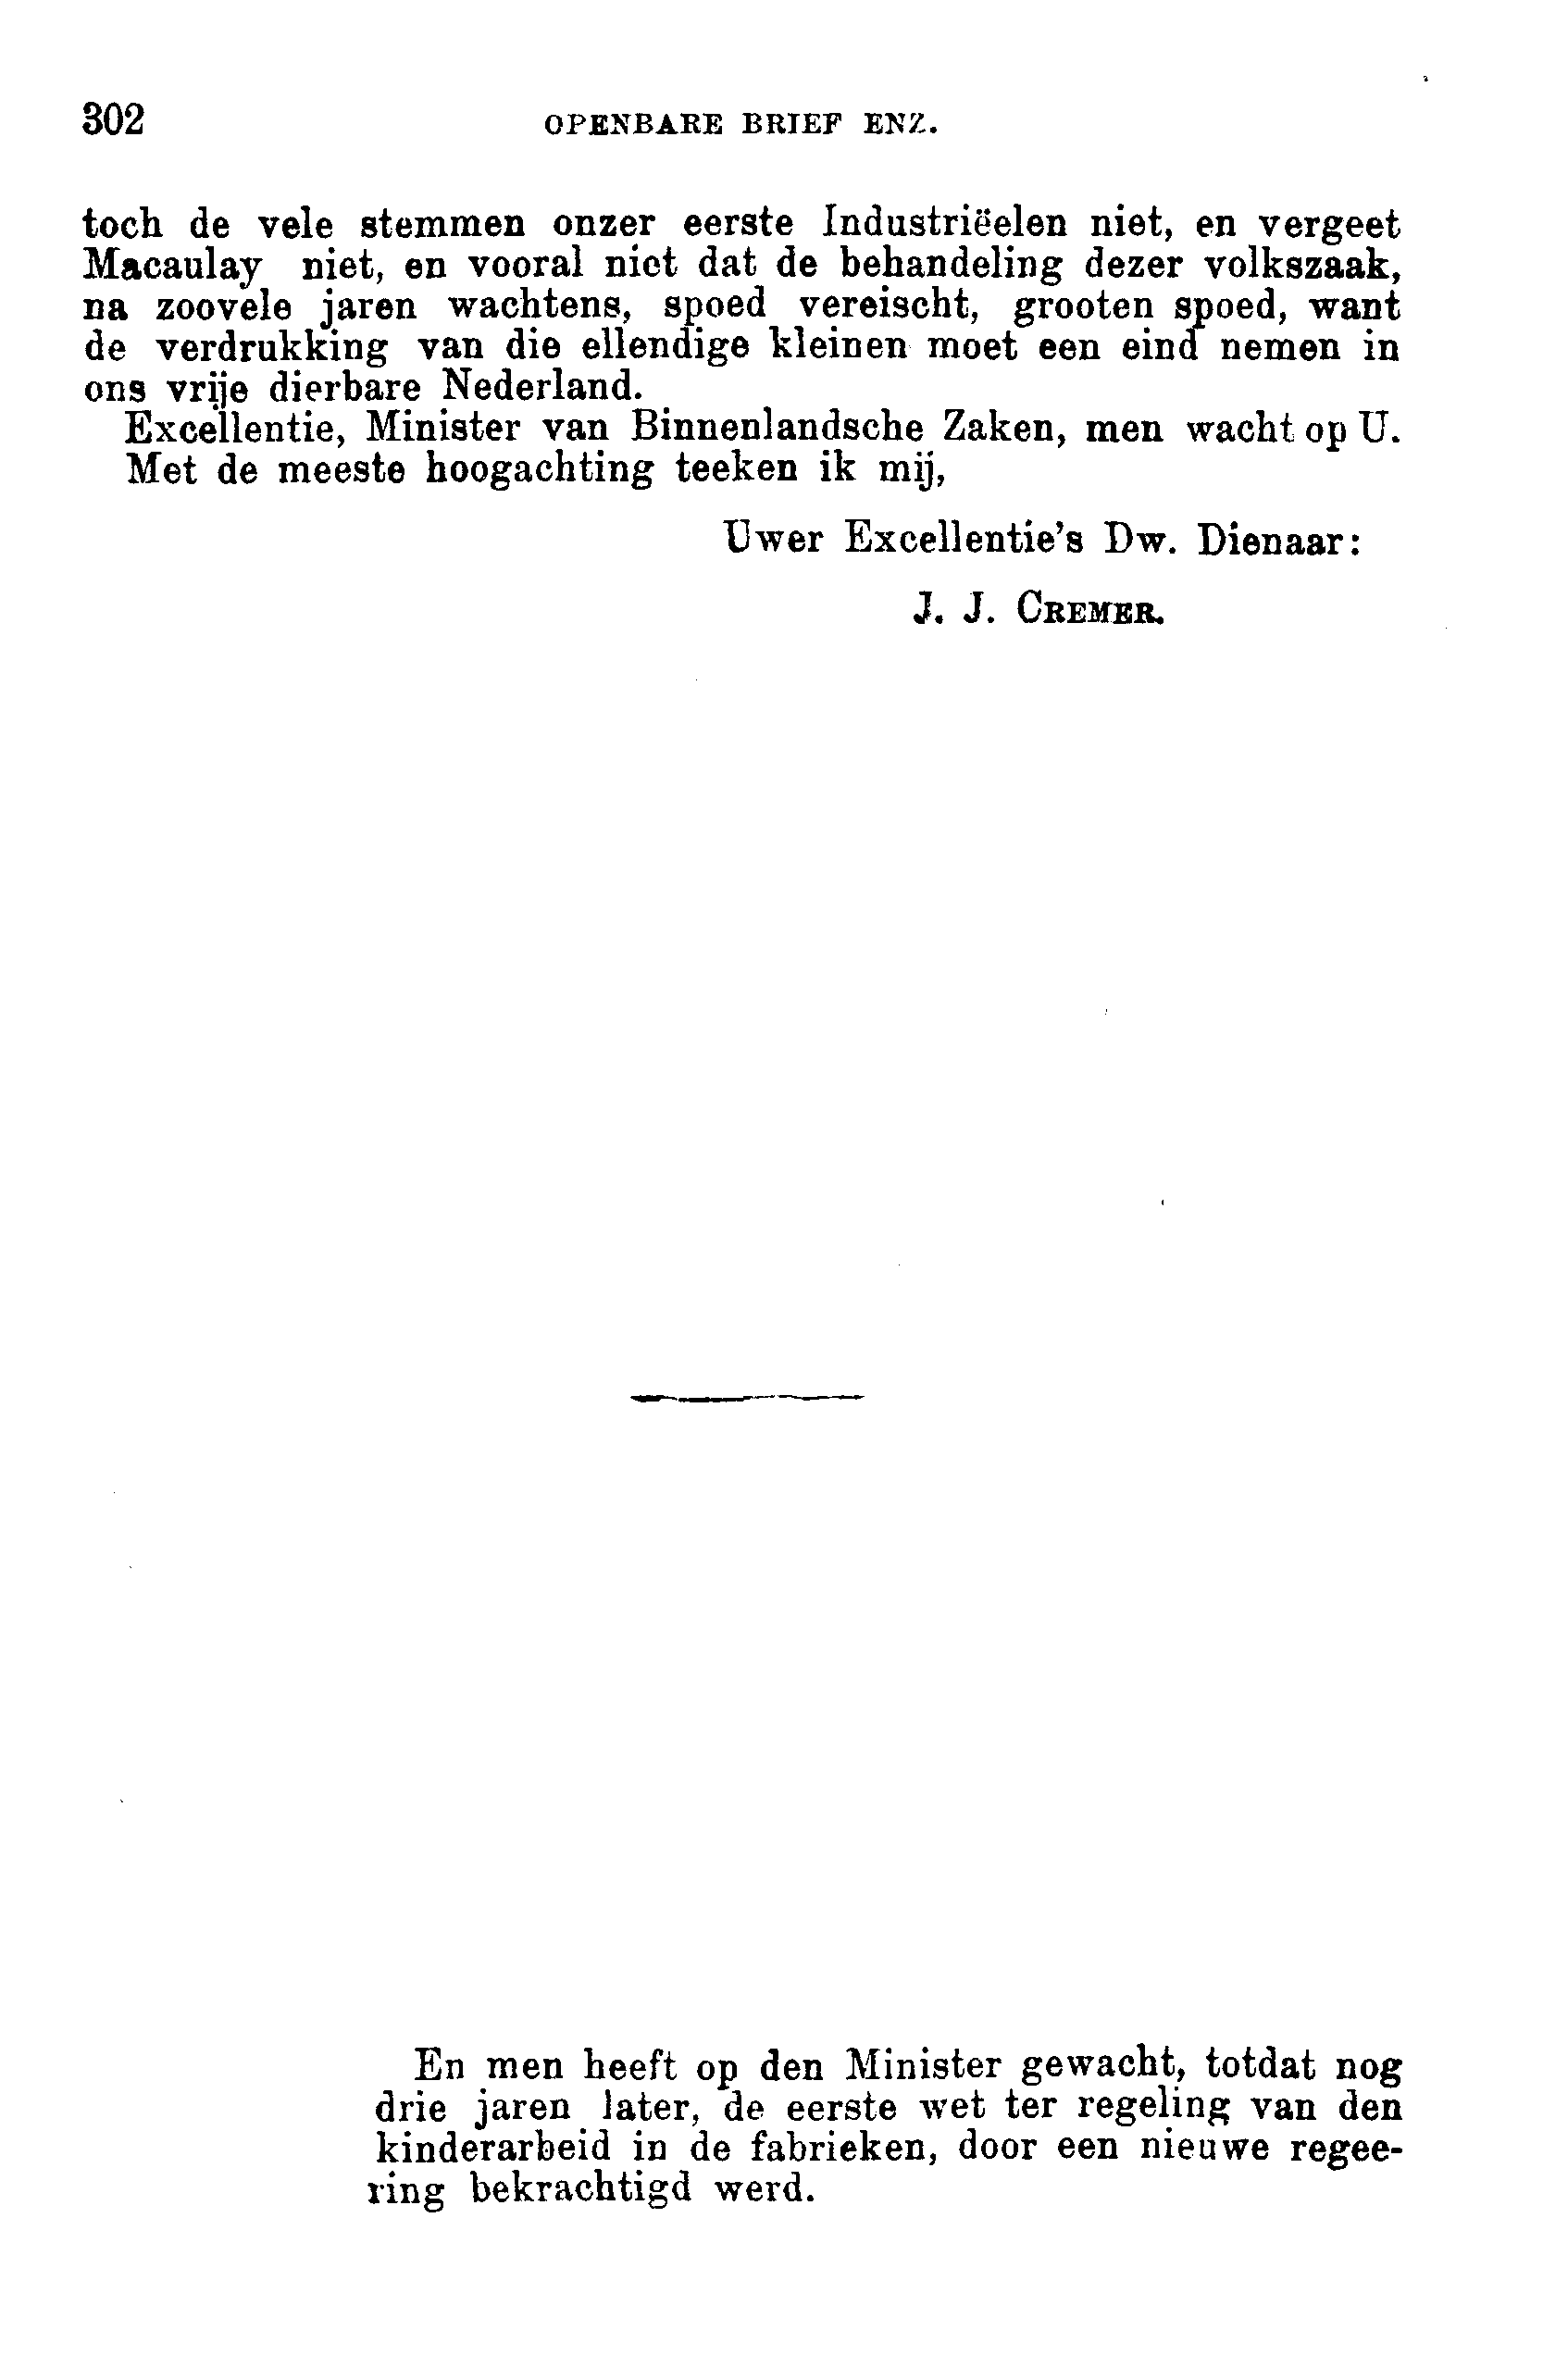 302
OPENBARE BRIEF ENZ.
toch de vele stemmen onzer eerste Industriëelen niet, en vergeet
Macaulay niet, en vooral niet dat de behandeling dezer volkszaak,
na zoovele jaren wachtens, spoed vereischt, grooten spoed, want
de verdrukking van die ellendige kleinen moet een eind nemen in
ons vrije dierbare Nederland.
Excellentie, Minister van Binnenlandsche Zaken, men wacht op U.
Met de meeste hoogachting teeken ik mij,
Uwer Excellentie's Dw. Dienaar:
J. J. CREMER.
En men heeft op den Minister gewacht, totdat nog
drie jaren later, de eerste wet ter regeling van den
kinderarbeid in de fabrieken, door een nieuwe regee-
ring bekrachtigd werd.